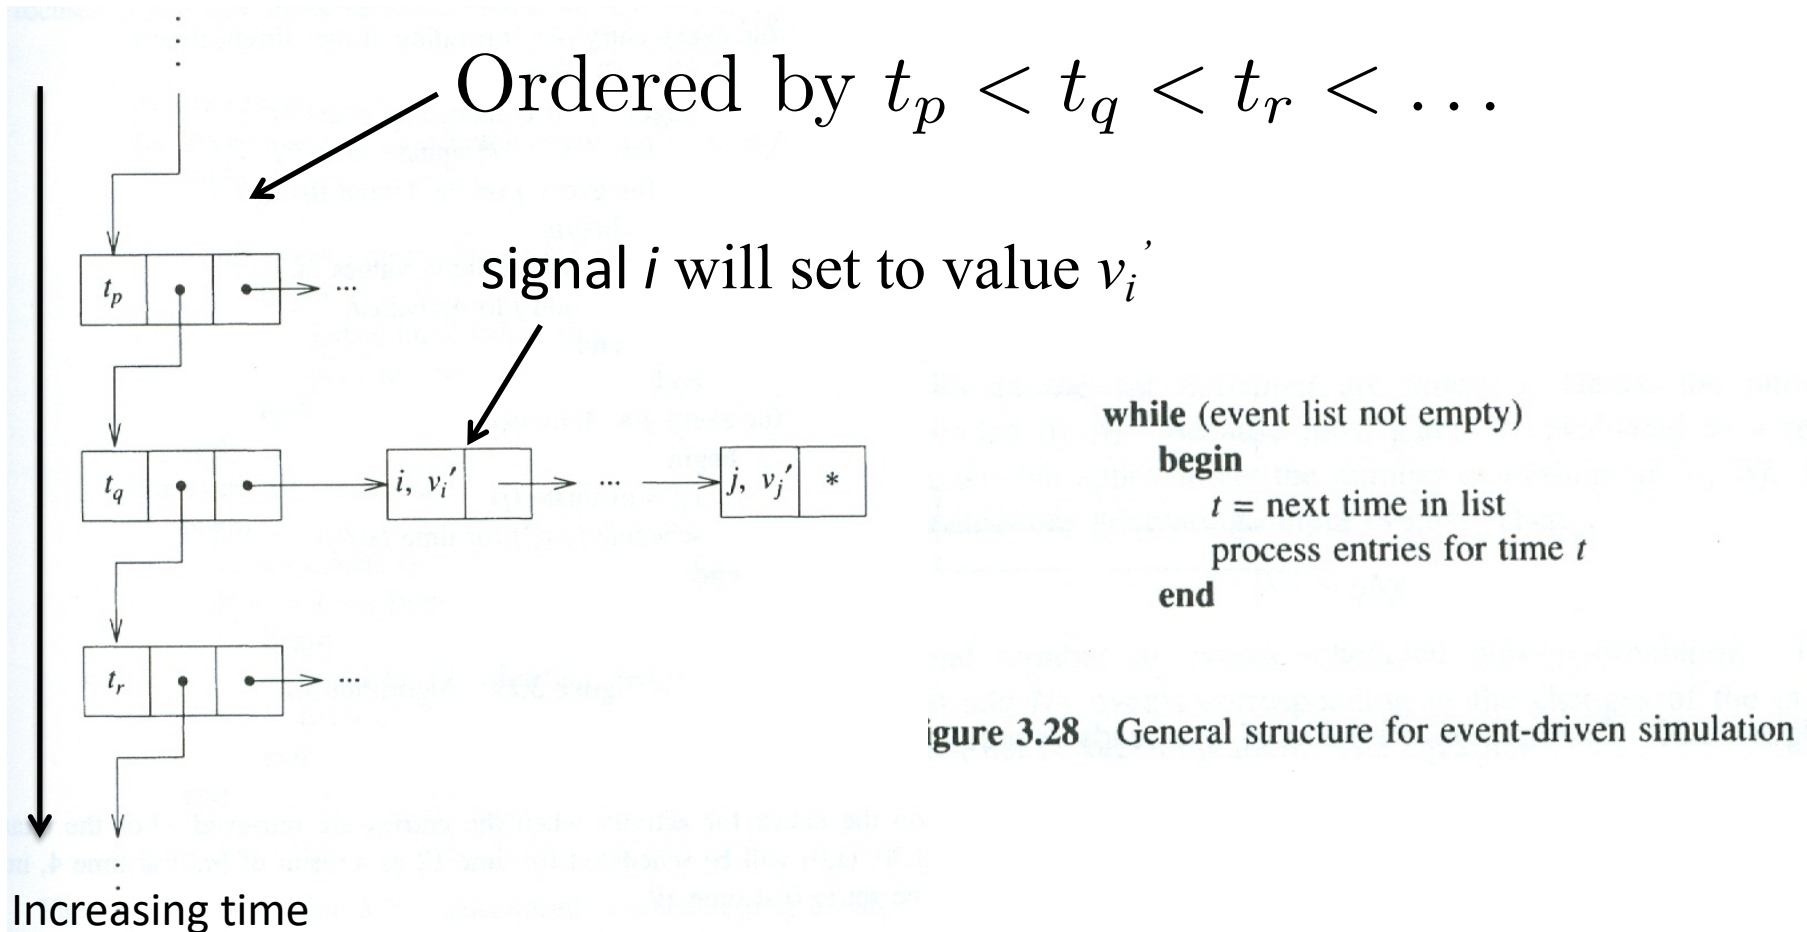 Ordered by t_p < t_q < t_r < ...
signal i will set to value v_i'
t_p ...
t_q i, v_i' ... j, v_j' *
t_r ...
Increasing time
while (event list not empty)
begin
t = next time in list
process entries for time t
end
igure 3.28 General structure for event-driven simulation